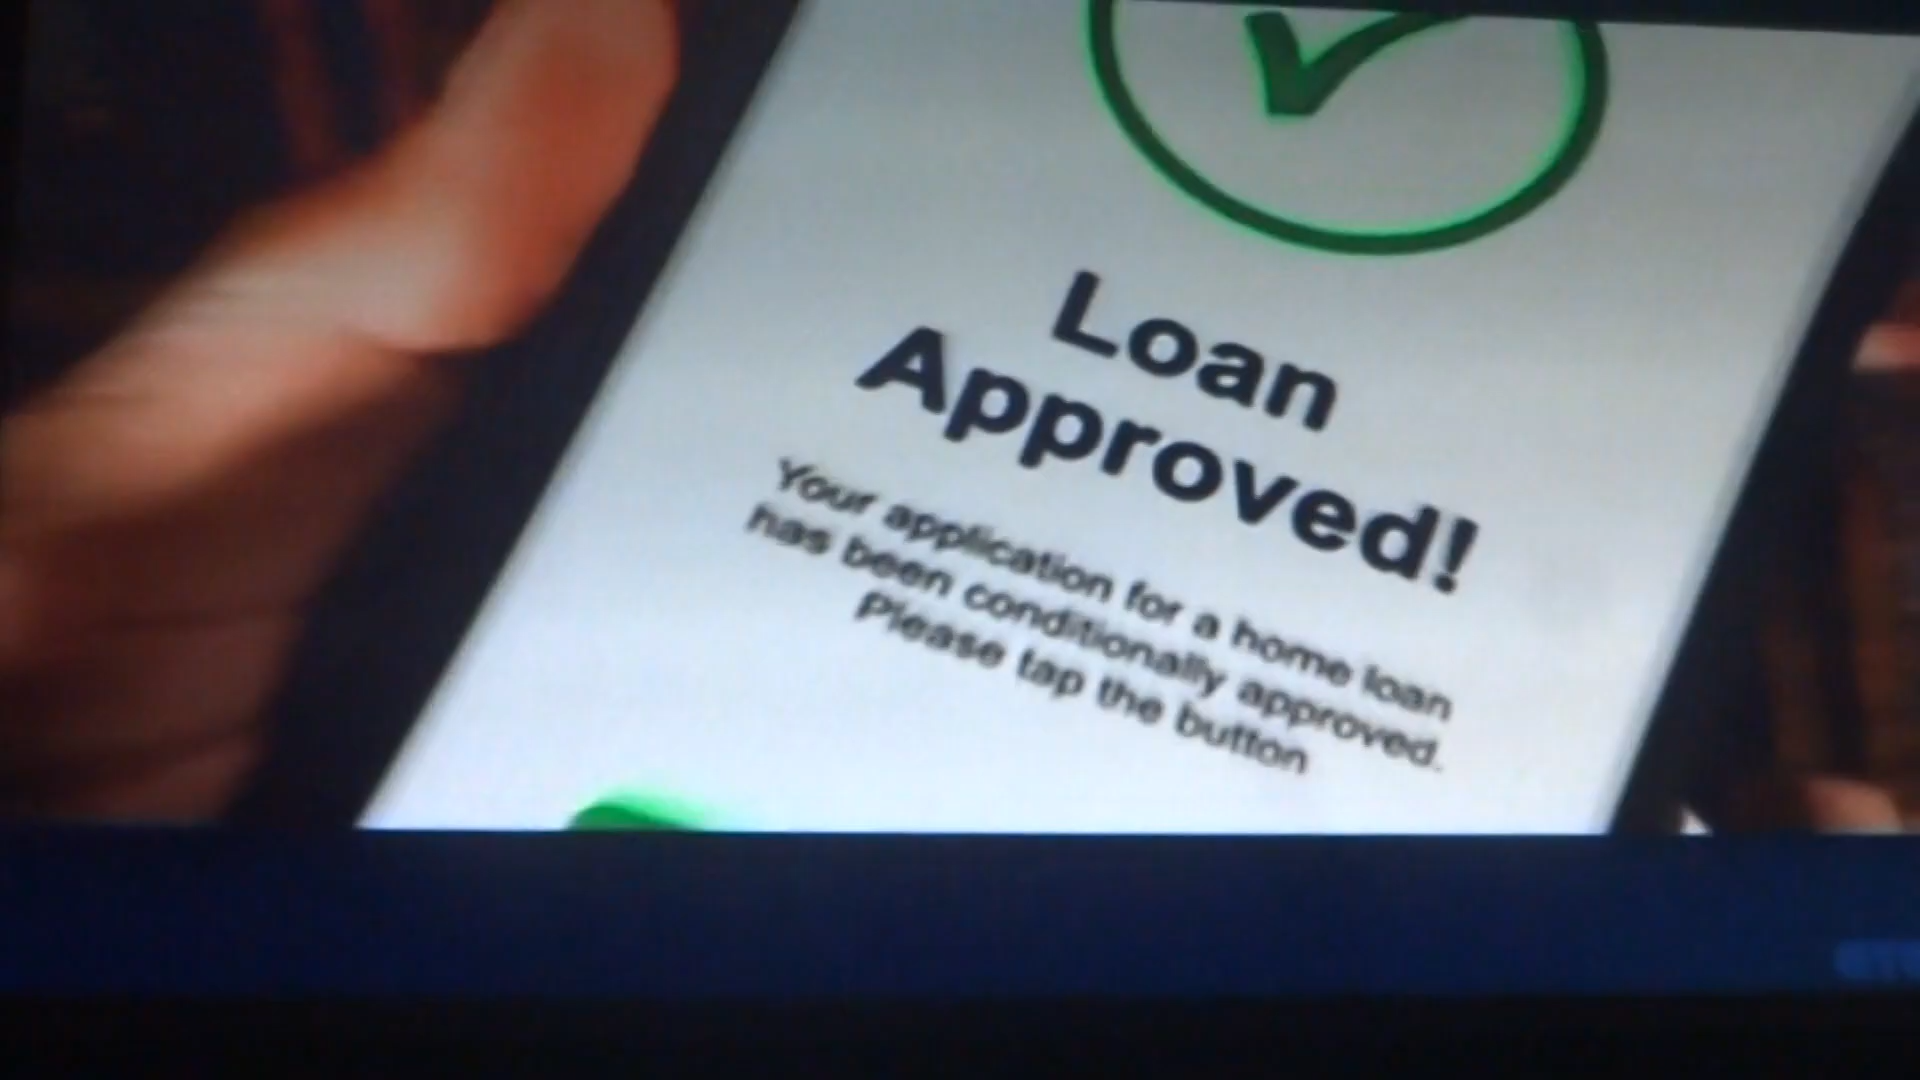 Loan
Approved!
Your application for a home loan
has been conditionally approved.
Please tap the button